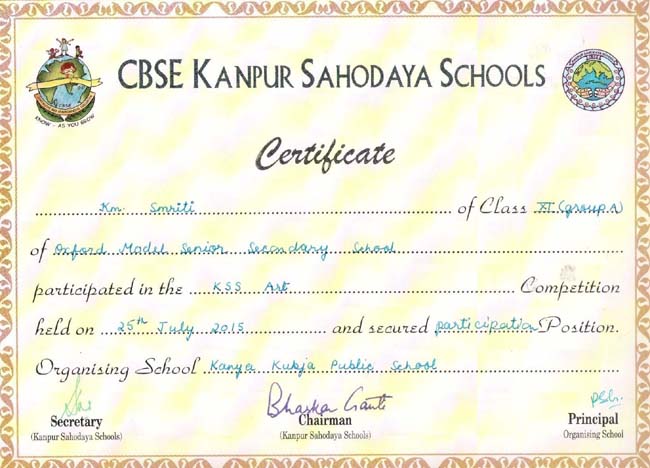 CBSE KANPUR SAHODAYA SCHOOLS
KNOW - AS YOU GROW
Certificate
Km. Smriti of Class XI (group A)
of Oxford Model Senior Secondary School
participated in the KSS Art Competition
held on 25th July 2015 and secured participation Position.
Organising School Kanya Kubja Public School
Bhaskar Ganti
Secretary Chairman Principal
(Kanpur Sahodaya Schools) (Kanpur Sahodaya Schools) Organising School